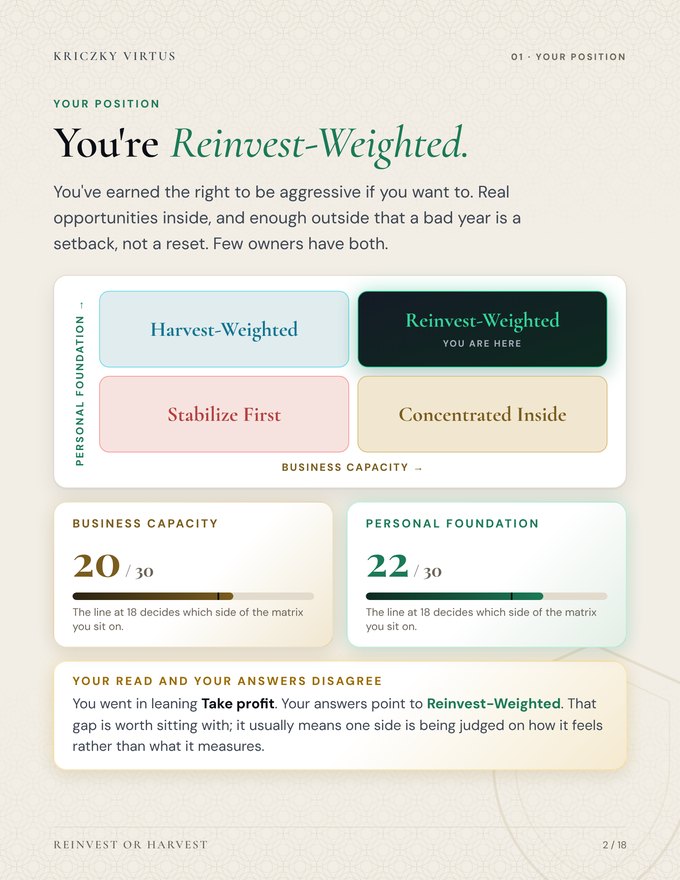 KRICZKY VIRTUS
01 · YOUR POSITION
YOUR POSITION
You're Reinvest-Weighted.
You've earned the right to be aggressive if you want to. Real
opportunities inside, and enough outside that a bad year is a
setback, not a reset. Few owners have both.
PERSONAL FOUNDATION →
Harvest-Weighted
Reinvest-Weighted
YOU ARE HERE
Stabilize First
Concentrated Inside
BUSINESS CAPACITY →
BUSINESS CAPACITY
20 / 30
The line at 18 decides which side of the matrix
you sit on.
PERSONAL FOUNDATION
22 / 30
The line at 18 decides which side of the matrix
you sit on.
YOUR READ AND YOUR ANSWERS DISAGREE
You went in leaning Take profit. Your answers point to Reinvest-Weighted. That
gap is worth sitting with; it usually means one side is being judged on how it feels
rather than what it measures.
REINVEST OR HARVEST
2 / 18